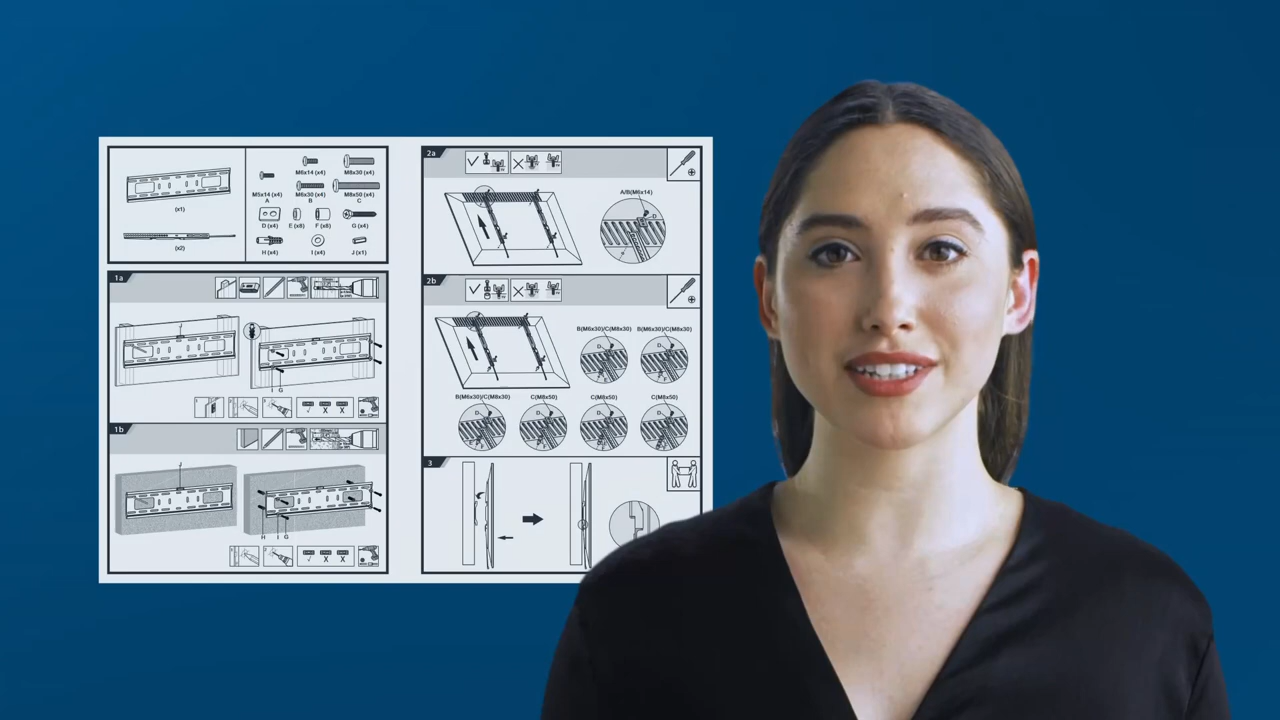 M6x14 (x4)
M8x30 (x4)
M5x14 (x4)
A
M6x30 (x4)
B
M8x50 (x4)
C
(x1)
D (x4)
E (x8)
F (x8)
G (x4)
(x2)
H (x4)
I (x4)
J (x1)
1a
J
I G
X X
1b
J
H I G
X X
2a
A/B(M6x14)
D
2b
B(M6x30)/C(M8x30)
B(M6x30)/C(M8x30)
D
D
B(M6x30)/C(M8x30)
C(M8x50)
C(M8x50)
C(M8x50)
D
D
D
D
3